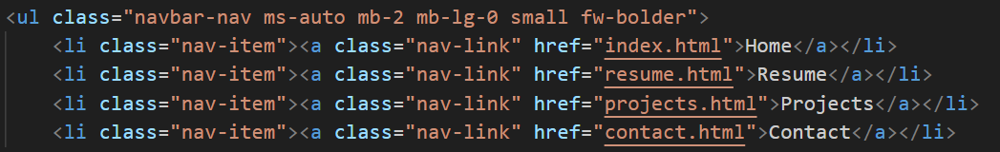 <ul class="navbar-nav ms-auto mb-2 mb-lg-0 small fw-bolder">
<li class="nav-item"><a class="nav-link" href="index.html">Home</a></li>
<li class="nav-item"><a class="nav-link" href="resume.html">Resume</a></li>
<li class="nav-item"><a class="nav-link" href="projects.html">Projects</a></li>
<li class="nav-item"><a class="nav-link" href="contact.html">Contact</a></li>